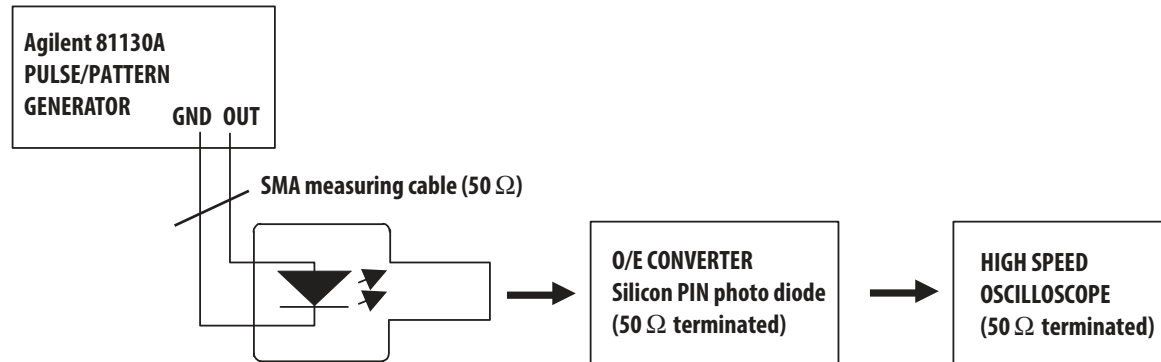 Agilent 81130A
PULSE/PATTERN
GENERATOR
GND OUT
SMA measuring cable (50 Ω)
O/E CONVERTER
Silicon PIN photo diode
(50 Ω terminated)
HIGH SPEED
OSCILLOSCOPE
(50 Ω terminated)